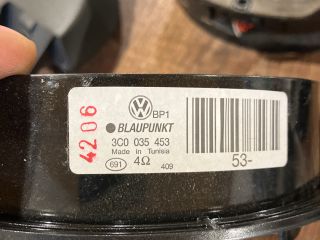 4206
BP1
BLAUPUNKT
3C0 035 453
Made in Tunisia
691 4Ω 409
53-